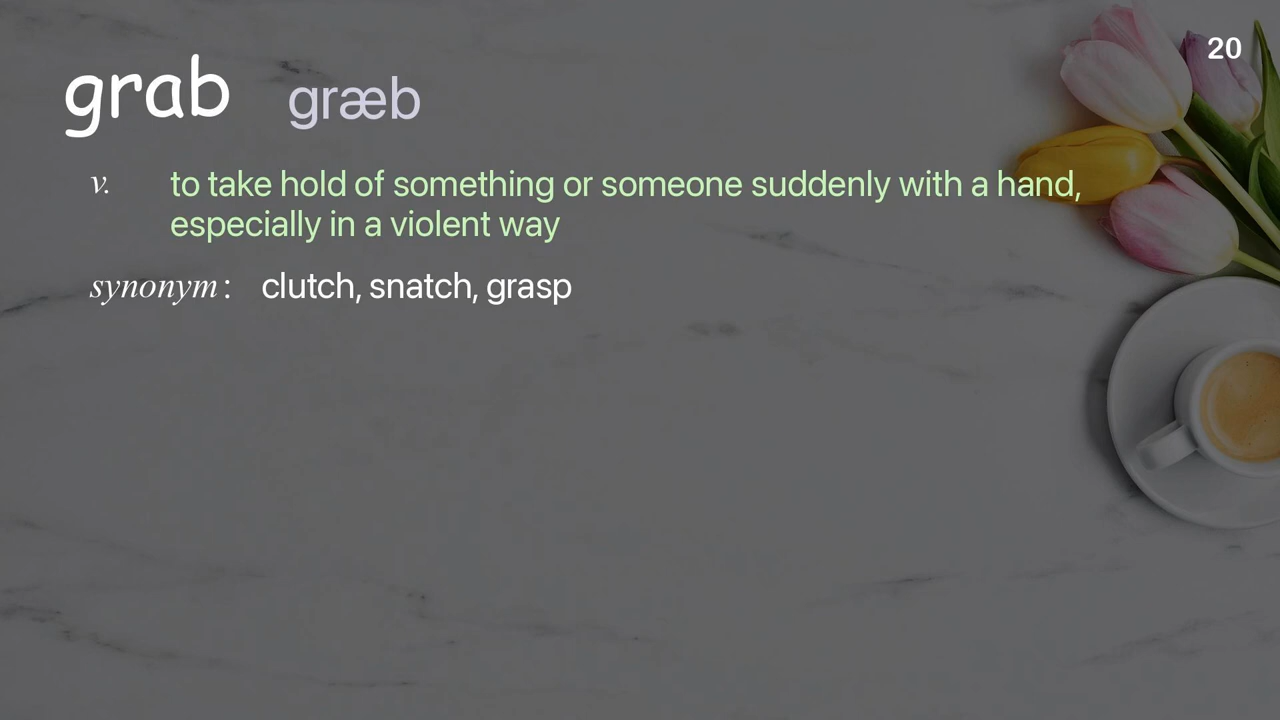 20
grab græb
v. to take hold of something or someone suddenly with a hand,
especially in a violent way
synonym : clutch, snatch, grasp